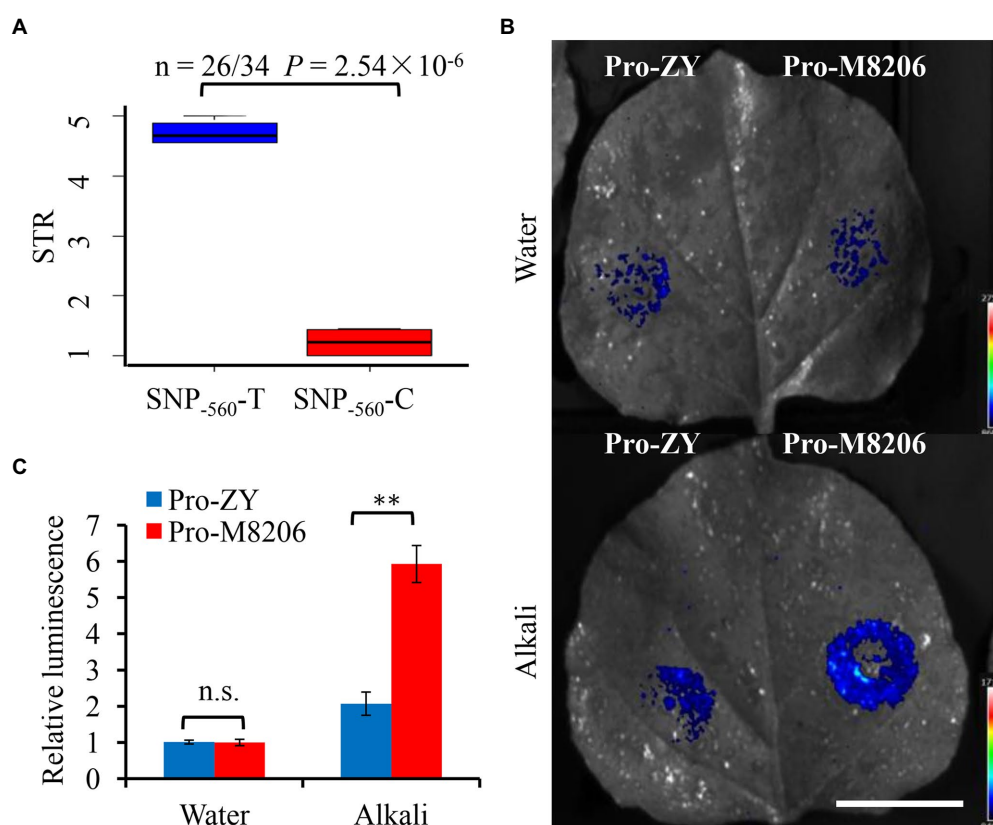 A
n = 26/34 P = 2.54×10⁻⁶
STR
5
4
3
2
1
SNP₋₅₆₀-T SNP₋₅₆₀-C
B
Pro-ZY Pro-M8206
Water
Pro-ZY Pro-M8206
Alkali
C
Pro-ZY
Pro-M8206
Relative luminescence
7
6
5
4
3
2
1
0
n.s.
**
Water Alkali